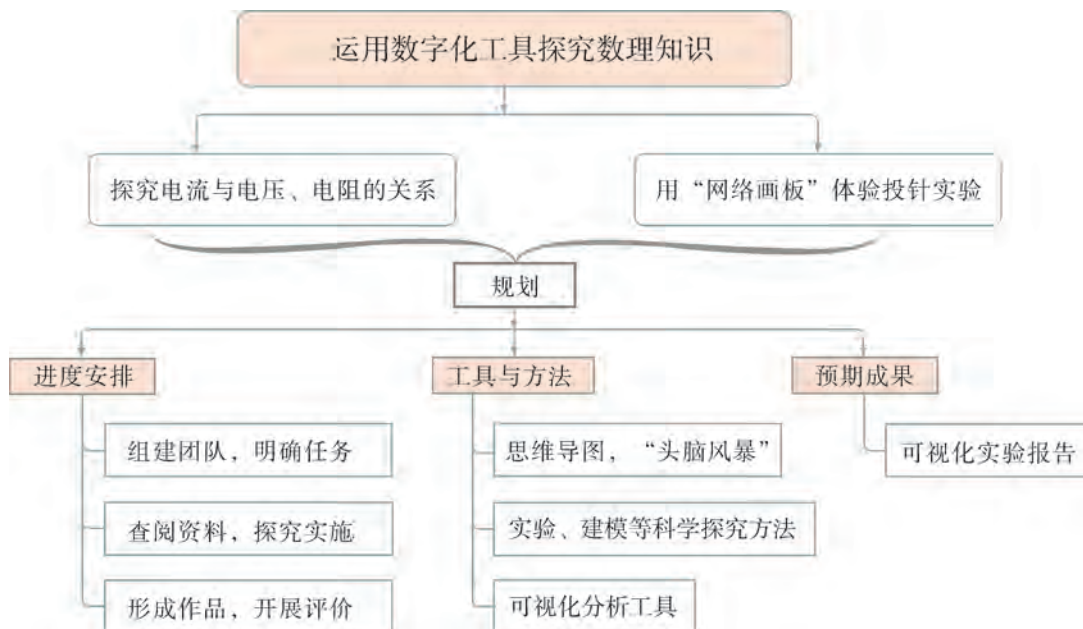 运用数字化工具探究数理知识
探究电流与电压、电阻的关系
用“网络画板”体验投针实验
规划
进度安排
工具与方法
预期成果
组建团队，明确任务
思维导图，“头脑风暴”
可视化实验报告
查阅资料，探究实施
实验、建模等科学探究方法
形成作品，开展评价
可视化分析工具